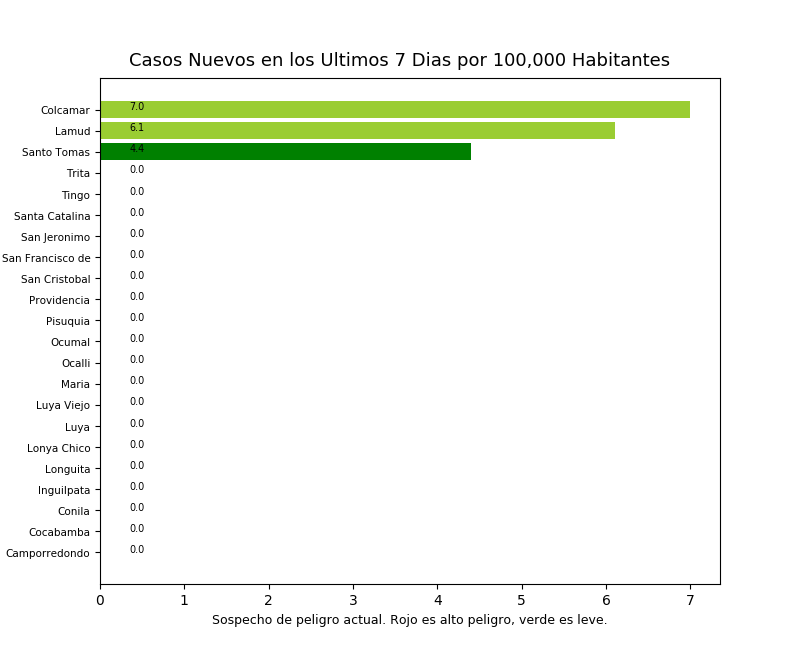 Casos Nuevos en los Ultimos 7 Dias por 100,000 Habitantes
Colcamar 7.0
Lamud 6.1
Santo Tomas 4.4
Trita 0.0
Tingo 0.0
Santa Catalina 0.0
San Jeronimo 0.0
San Francisco de 0.0
San Cristobal 0.0
Providencia 0.0
Pisuquia 0.0
Ocumal 0.0
Ocalli 0.0
Maria 0.0
Luya Viejo 0.0
Luya 0.0
Lonya Chico 0.0
Longuita 0.0
Inguilpata 0.0
Conila 0.0
Cocabamba 0.0
Camporredondo 0.0
0 1 2 3 4 5 6 7
Sospecho de peligro actual. Rojo es alto peligro, verde es leve.